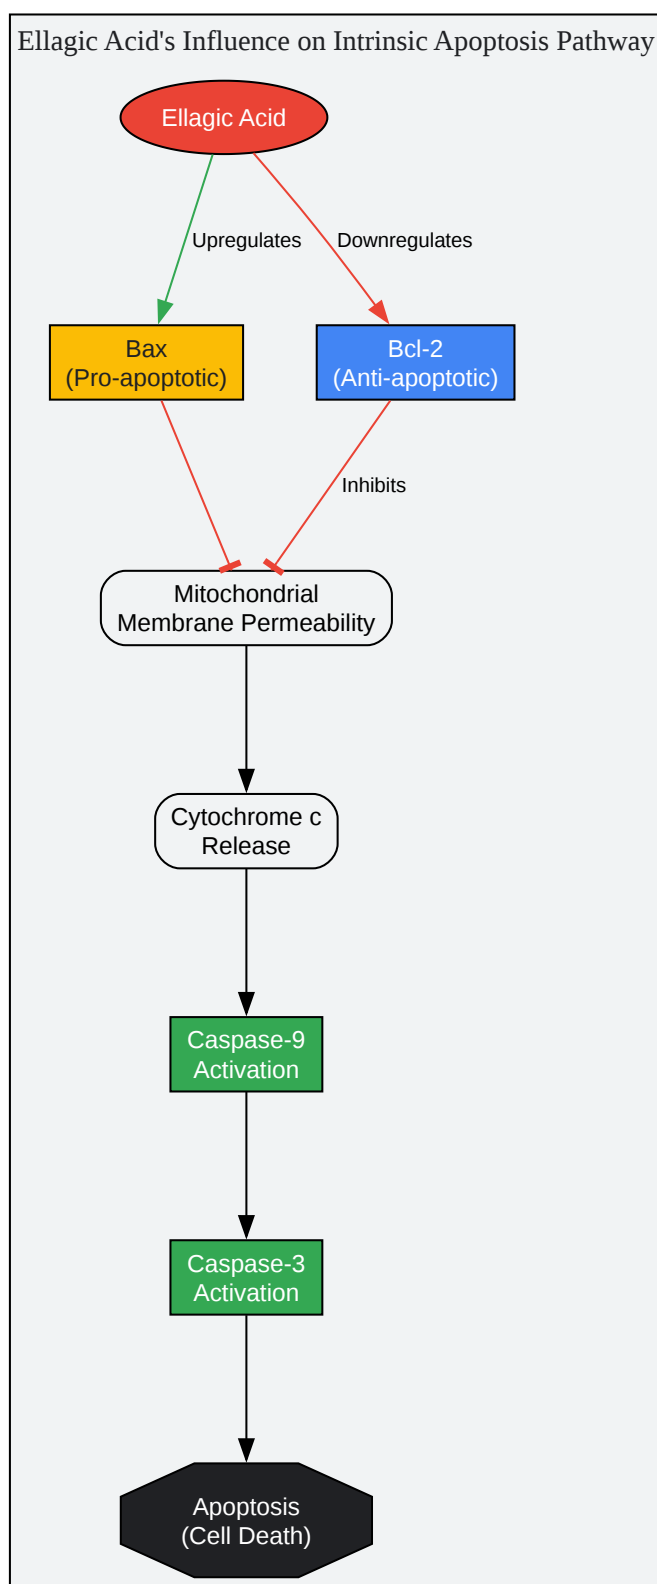 Ellagic Acid's Influence on Intrinsic Apoptosis Pathway
Ellagic Acid
Upregulates
Downregulates
Bax
(Pro-apoptotic)
Bcl-2
(Anti-apoptotic)
Inhibits
Mitochondrial
Membrane Permeability
Cytochrome c
Release
Caspase-9
Activation
Caspase-3
Activation
Apoptosis
(Cell Death)